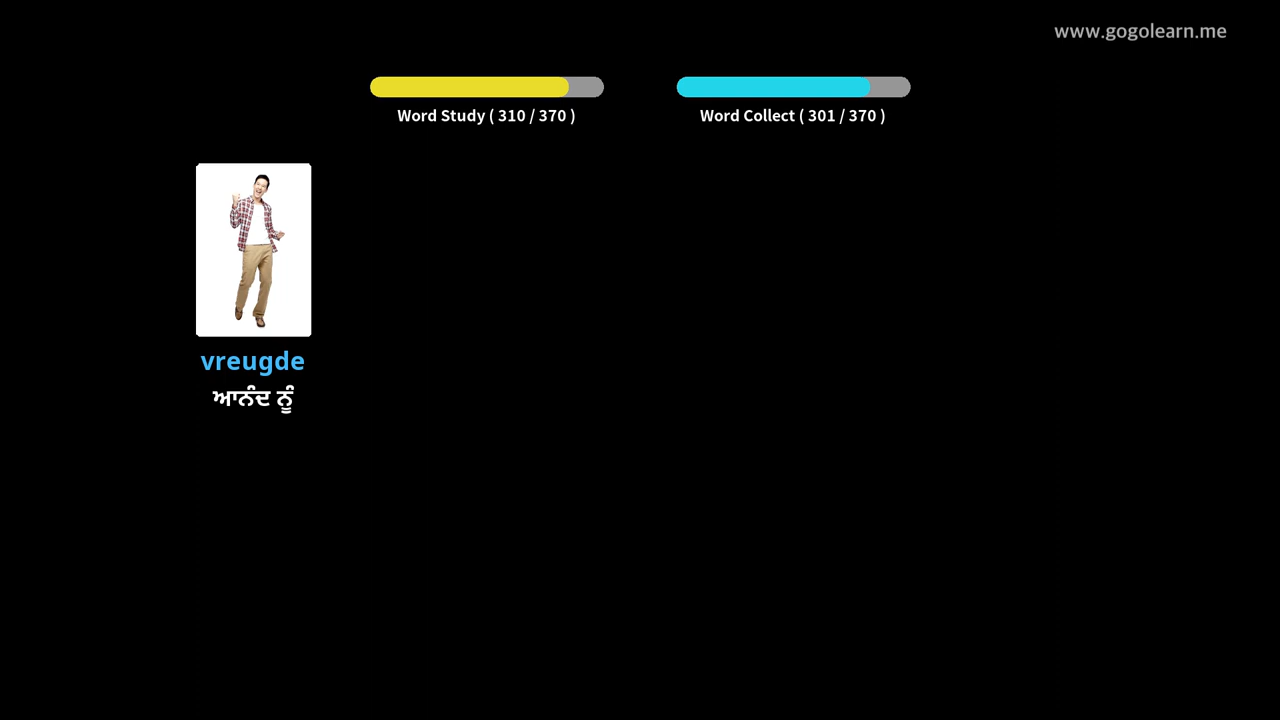 www.gogolearn.me
Word Study ( 310 / 370 )
Word Collect ( 301 / 370 )
vreugde
ਆਨੰਦ ਨੂੰ